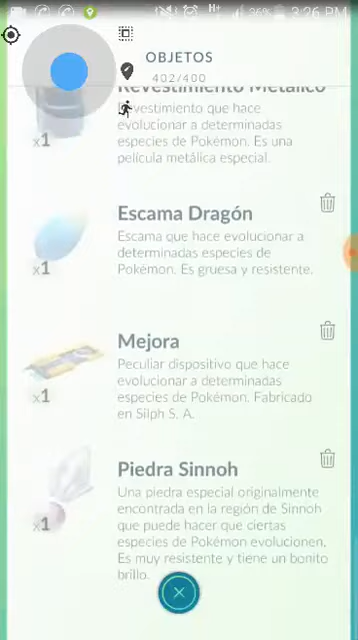 H+ 86% 3:26 PM
OBJETOS
402/400
Revestimiento Metálico
Revestimiento que hace
evolucionar a determinadas
especies de Pokémon. Es una
película metálica especial.
x1
Escama Dragón
Escama que hace evolucionar a
determinadas especies de
Pokémon. Es gruesa y resistente.
x1
Mejora
Peculiar dispositivo que hace
evolucionar a determinadas
especies de Pokémon. Fabricado
en Silph S. A.
x1
Piedra Sinnoh
Una piedra especial originalmente
encontrada en la región de Sinnoh
que puede hacer que ciertas
especies de Pokémon evolucionen.
Es muy resistente y tiene un bonito
brillo.
x1